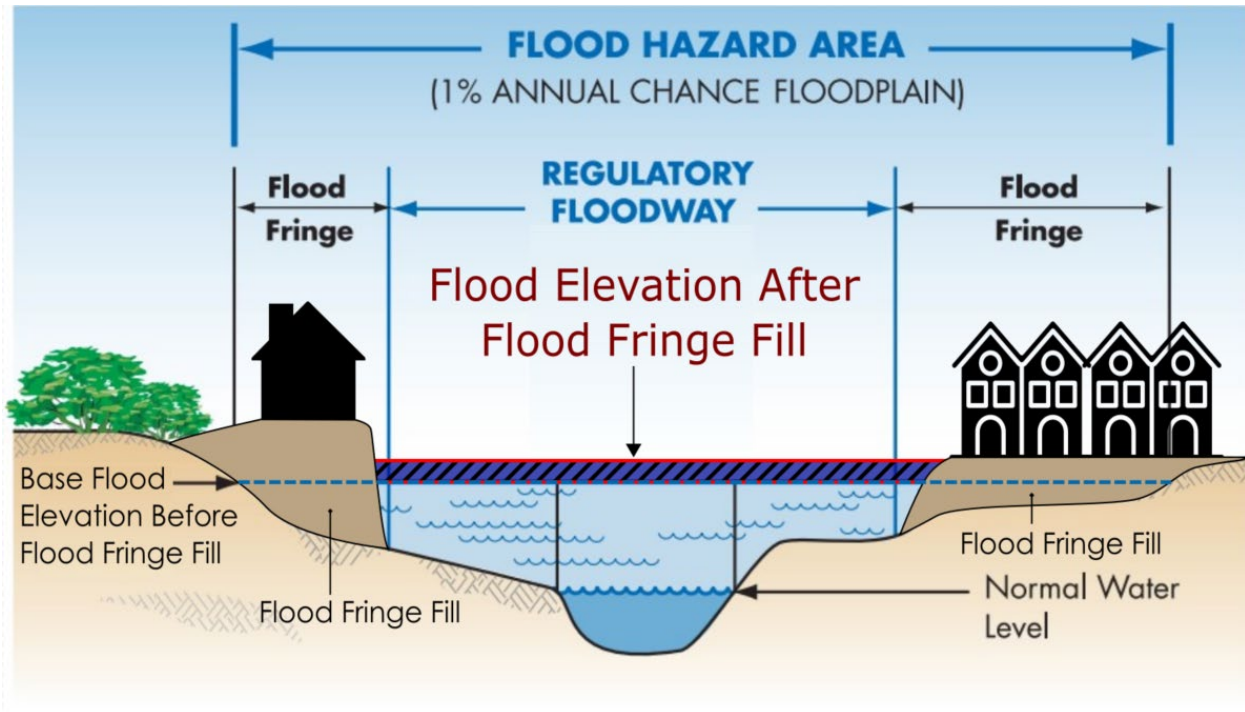 FLOOD HAZARD AREA
(1% ANNUAL CHANCE FLOODPLAIN)
Flood
Fringe
REGULATORY
FLOODWAY
Flood
Fringe
Flood Elevation After
Flood Fringe Fill
Base Flood
Elevation Before
Flood Fringe Fill
Flood Fringe Fill
Flood Fringe Fill
Normal Water
Level